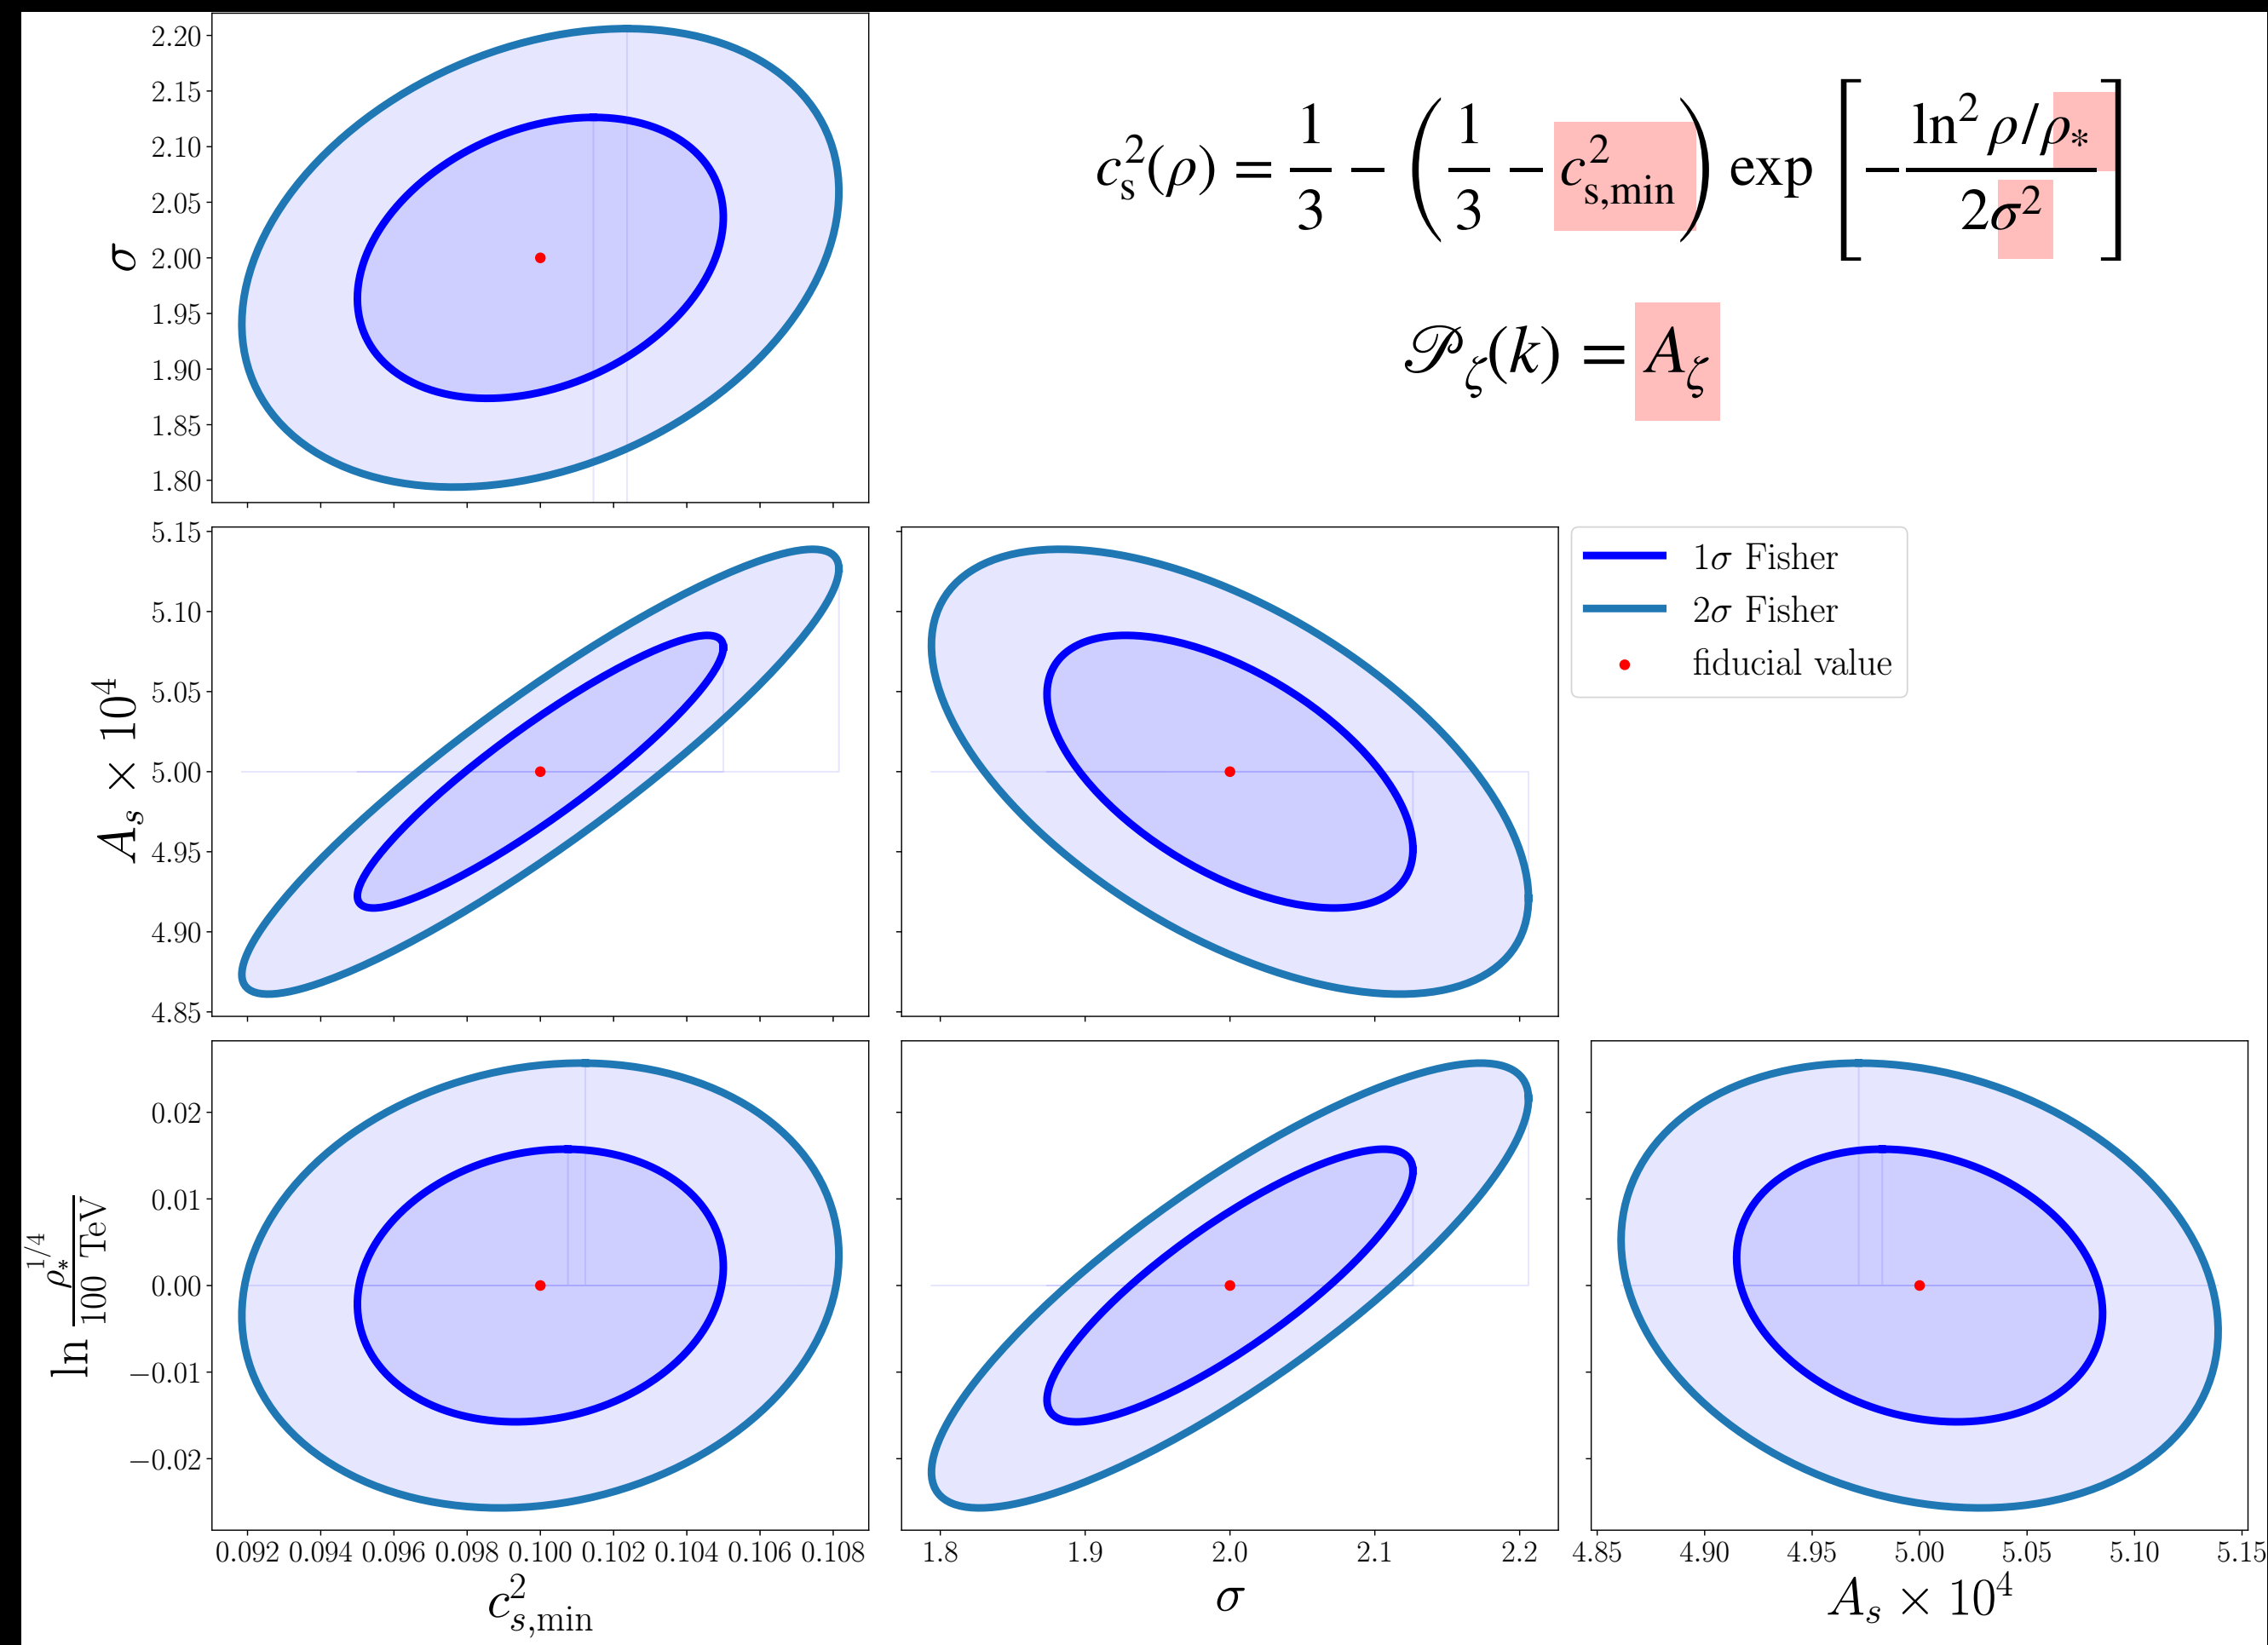 2.20
2.15
2.10
2.05
2.00
1.95
1.90
1.85
1.80
σ
c_s^2(ρ) = 1/3 − (1/3 − c_{s,min}^2) exp [−ln² ρ/ρ_* / 2σ²]
𝒫_ζ(k) = A_ζ
5.15
5.10
5.05
5.00
4.95
4.90
4.85
A_s × 10^4
1σ Fisher
2σ Fisher
fiducial value
0.02
0.01
0.00
−0.01
−0.02
ln ρ_*^{1/4} / 100 TeV
0.092 0.094 0.096 0.098 0.100 0.102 0.104 0.106 0.108
1.8 1.9 2.0 2.1 2.2
4.85 4.90 4.95 5.00 5.05 5.10 5.15
c_{s,min}^2
σ
A_s × 10^4